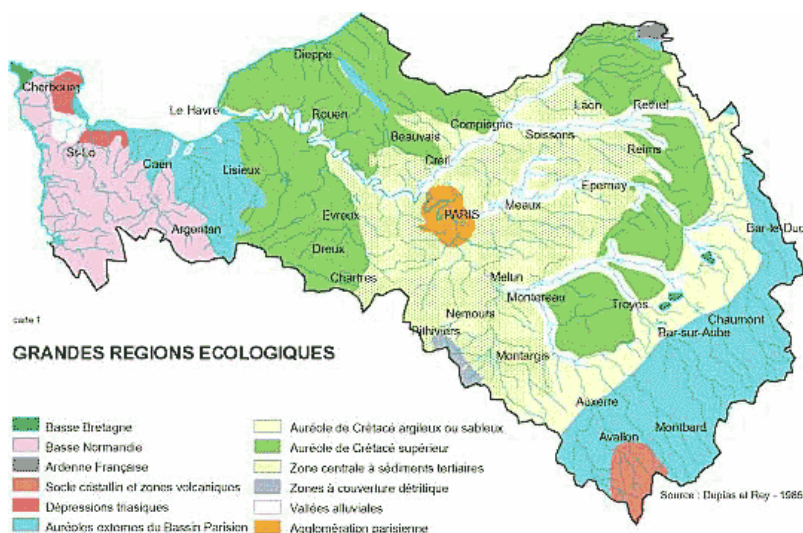 Dieppe
Cherbourg
Le Havre
Rouen
Laon
Rethel
Compiègne
Soissons
Beauvais
Reims
St-Lo
Creil
Caen
Lisieux
Meaux
Epernay
PARIS
Evreux
Argentan
Bar-le-Duc
Dreux
Chartres
Melun
Montereau
Troyes
Nemours
Chaumont
Pithiviers
Bar-sur-Aube
Montargis
Auxerre
Avallon
Montbard
carte 1
GRANDES REGIONS ECOLOGIQUES
Basse Bretagne
Basse Normandie
Ardenne Française
Socle cristallin et zones volcaniques
Dépressions triasiques
Auréoles externes du Bassin Parisien
Auréole de Crétacé argileux ou sableux
Auréole de Crétacé supérieur
Zone centrale à sédiments tertiaires
Zones à couverture détritique
Vallées alluviales
Agglomération parisienne
Source : Dupias et Rey - 1985